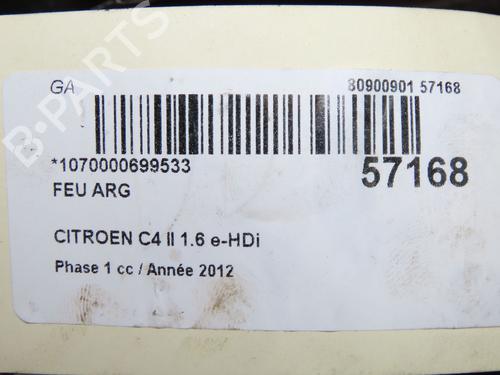 B-PARTS
GA 80900901 57168
*1070000699533 57168
FEU ARG
CITROEN C4 II 1.6 e-HDi
Phase 1 cc / Année 2012